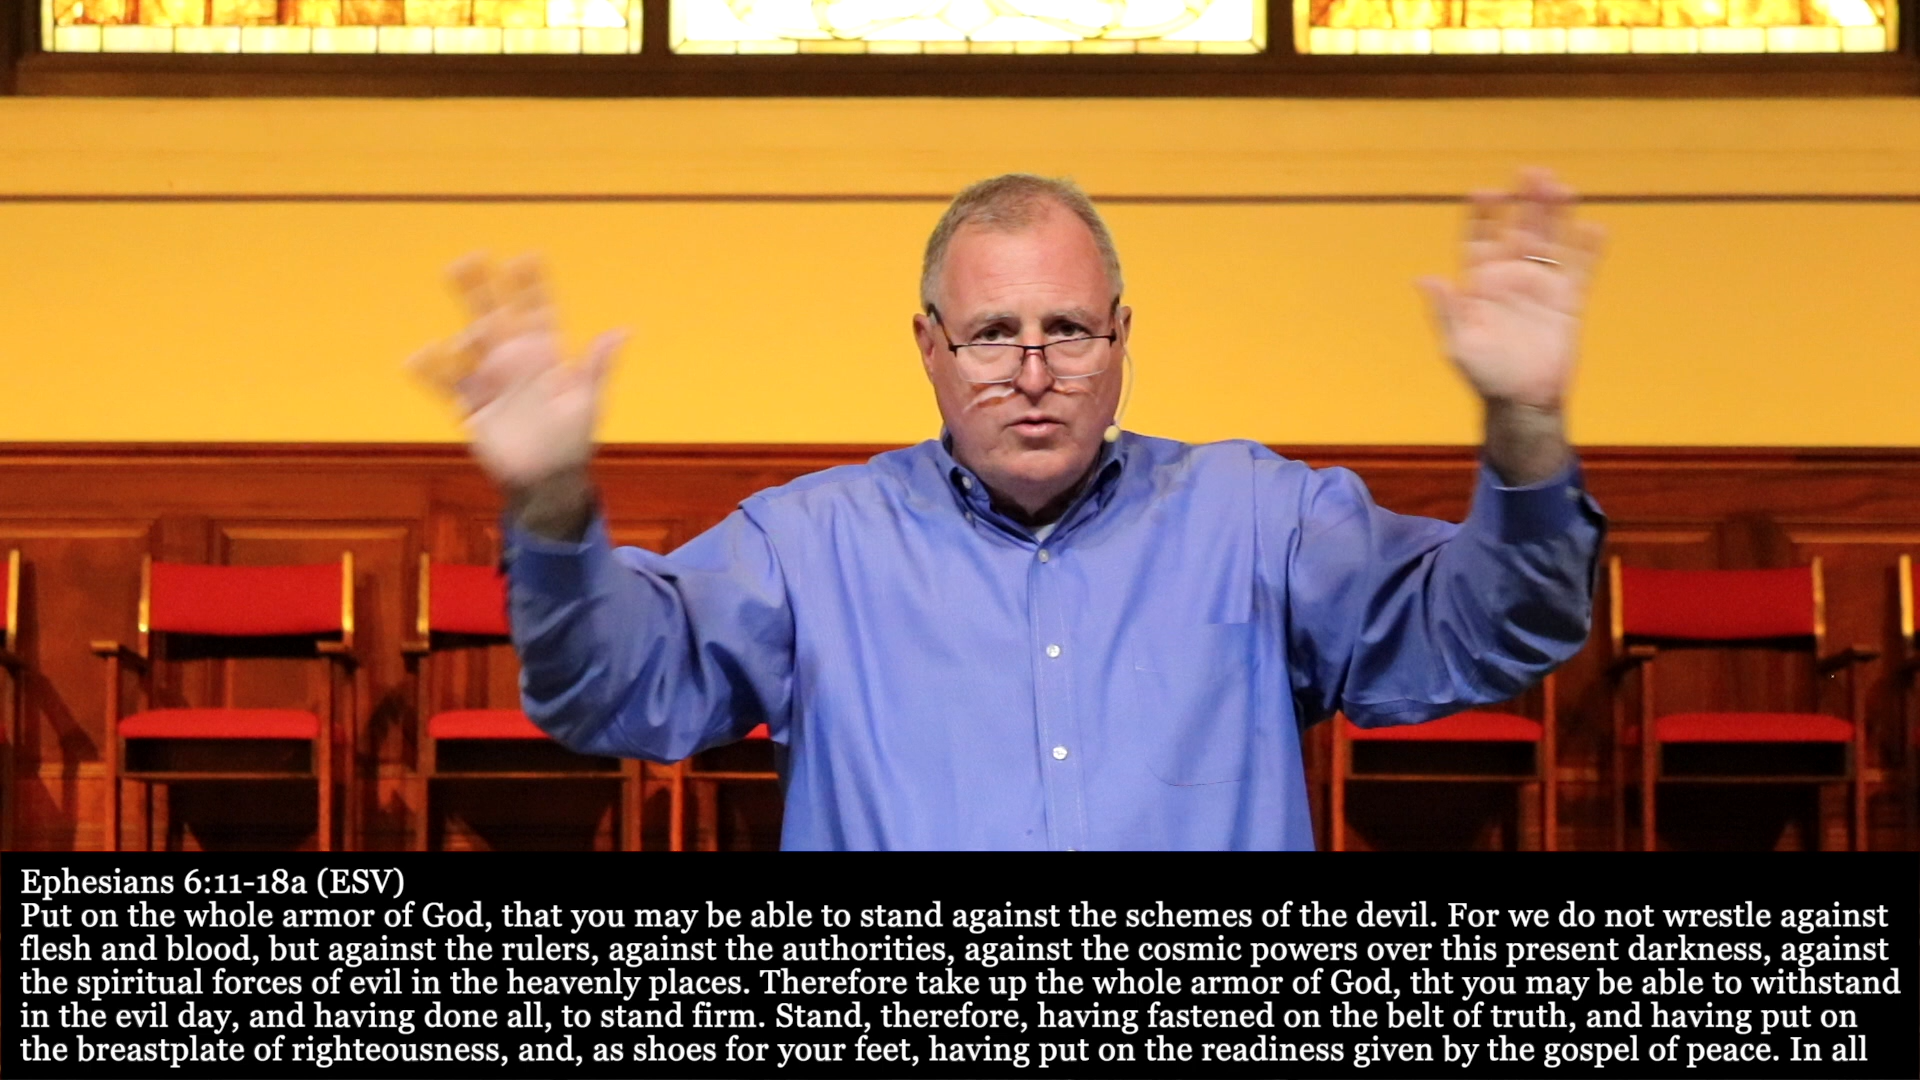 Ephesians 6:11-18a (ESV)
Put on the whole armor of God, that you may be able to stand against the schemes of the devil. For we do not wrestle against
flesh and blood, but against the rulers, against the authorities, against the cosmic powers over this present darkness, against
the spiritual forces of evil in the heavenly places. Therefore take up the whole armor of God, tht you may be able to withstand
in the evil day, and having done all, to stand firm. Stand, therefore, having fastened on the belt of truth, and having put on
the breastplate of righteousness, and, as shoes for your feet, having put on the readiness given by the gospel of peace. In all